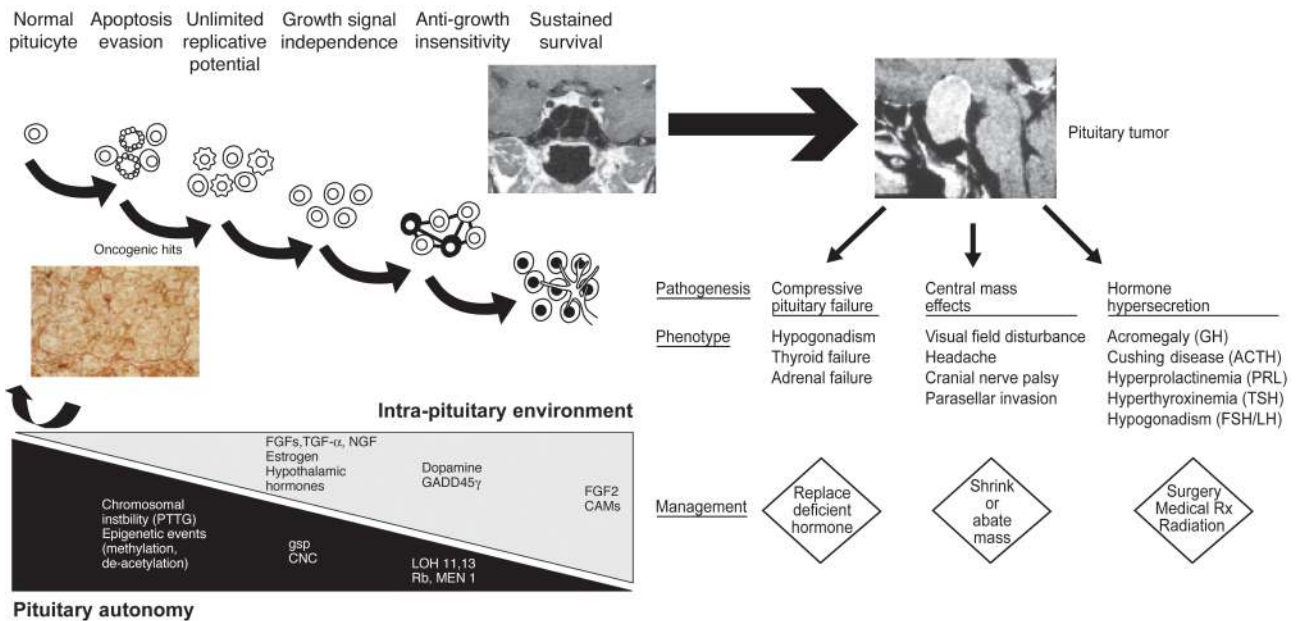 Normal
pituicyte
Apoptosis
evasion
Unlimited
replicative
potential
Growth signal
independence
Anti-growth
insensitivity
Sustained
survival
Oncogenic hits
Pituitary tumor
Pathogenesis
Compressive
pituitary failure
Central mass
effects
Hormone
hypersecretion
Phenotype
Hypogonadism
Thyroid failure
Adrenal failure
Visual field disturbance
Headache
Cranial nerve palsy
Parasellar invasion
Acromegaly (GH)
Cushing disease (ACTH)
Hyperprolactinemia (PRL)
Hyperthyroxinemia (TSH)
Hypogonadism (FSH/LH)
Management
Replace
deficient
hormone
Shrink
or
abate
mass
Surgery
Medical Rx
Radiation
Intra-pituitary environment
FGFs,TGF-α, NGF
Estrogen
Hypothalamic
hormones
Dopamine
GADD45γ
FGF2
CAMs
Chromosomal
instbility (PTTG)
Epigenetic events
(methylation,
de-acetylation)
gsp
CNC
LOH 11,13
Rb, MEN 1
Pituitary autonomy